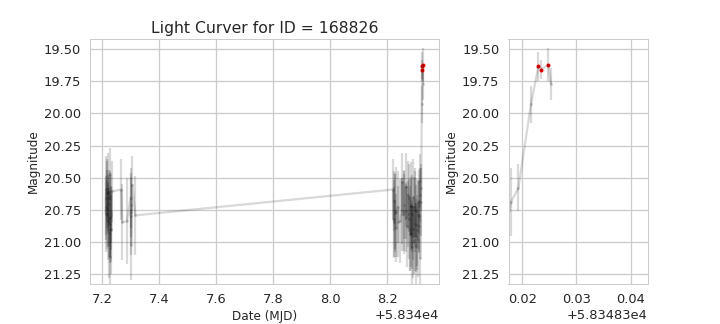 Light Curver for ID = 168826
19.50
19.75
20.00
20.25
20.50
20.75
21.00
21.25
Magnitude
7.2 7.4 7.6 7.8 8.0 8.2
Date (MJD)
+5.834e4
19.50
19.75
20.00
20.25
20.50
20.75
21.00
21.25
Magnitude
0.02 0.03 0.04
+5.83483e4